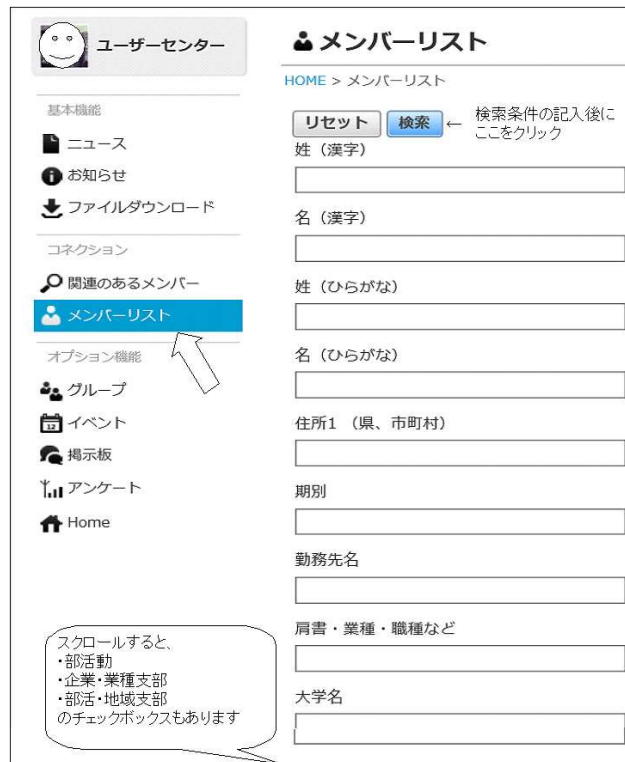 ユーザーセンター
基本機能
ニュース
お知らせ
ファイルダウンロード
コネクション
関連のあるメンバー
メンバーリスト
オプション機能
グループ
12
イベント
掲示板
アンケート
Home
スクロールすると、
・部活動
・企業・業種支部
・部活・地域支部
のチェックボックスもあります
メンバーリスト
HOME > メンバーリスト
リセット 検索 ← 検索条件の記入後に
ここをクリック
姓（漢字）
名（漢字）
姓（ひらがな）
名（ひらがな）
住所1 （県、市町村）
期別
勤務先名
肩書・業種・職種など
大学名